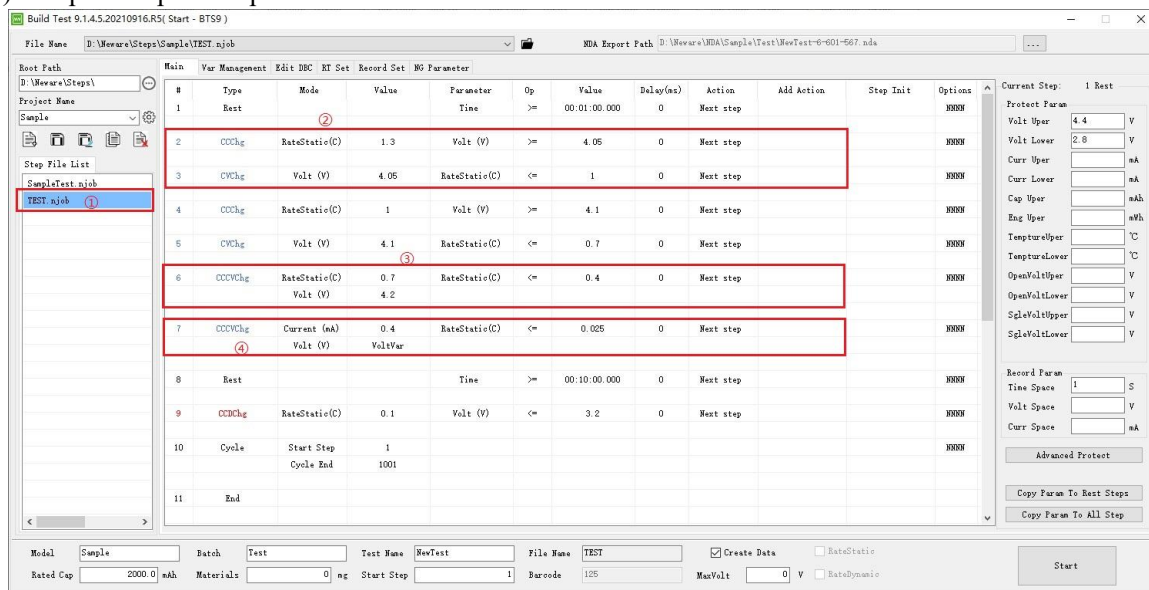 Build Test 9.1.4.5.20210916.R5( Start - BTS9 )
File Name D:\Neware\Steps\Sample\TEST.njob NDA Export Path D:\Neware\NDA\Sample\Test\NewTest-6-601-567.nda ...
Root Path
D:\Neware\Steps\
Project Name
Sample
Step File List
SampleTest.njob
TEST.njob ①
Main Var Management Edit DBC RT Set Record Set NG Parameter
# Type Mode Value Parameter Op Value Delay(ms) Action Add Action Step Init Options
1 Rest Time >= 00:01:00.000 0 Next step NNNN
②
2 CCChg RateStatic(C) 1.3 Volt (V) >= 4.05 0 Next step NNNN
3 CVChg Volt (V) 4.05 RateStatic(C) <= 1 0 Next step NNNN
4 CCChg RateStatic(C) 1 Volt (V) >= 4.1 0 Next step NNNN
5 CVChg Volt (V) 4.1 RateStatic(C) <= 0.7 0 Next step NNNN
③
6 CCCVChg RateStatic(C) 0.7 RateStatic(C) <= 0.4 0 Next step NNNN
Volt (V) 4.2
7 CCCVChg Current (mA) 0.4 RateStatic(C) <= 0.025 0 Next step NNNN
④ Volt (V) VoltVar
8 Rest Time >= 00:10:00.000 0 Next step NNNN
9 CCDChg RateStatic(C) 0.1 Volt (V) <= 3.2 0 Next step NNNN
10 Cycle Start Step 1 NNNN
Cycle End 1001
11 End
Current Step: 1 Rest
Protect Param
Volt Uper 4.4 V
Volt Lower 2.8 V
Curr Uper mA
Curr Lower mA
Cap Uper mAh
Eng Uper mWh
TemptureUper °C
TemptureLower °C
OpenVoltUper V
OpenVoltLower V
SgleVoltUpper V
SgleVoltLower V
Record Param
Time Space 1 S
Volt Space V
Curr Space mA
Advanced Protect
Copy Param To Rest Steps
Copy Param To All Step
Model Sample Batch Test Test Name NewTest File Name TEST Create Data RateStatic
Rated Cap 2000.0 mAh Materials 0 mg Start Step 1 Barcode 125 MaxVolt 0 V RateDynamic
Start